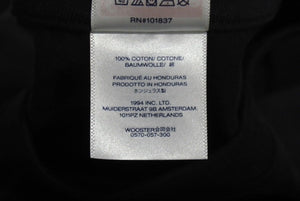 RN#101837
100% COTON/ COTONE/
BAUMWOLLE/ 綿
FABRIQUÉ AU HONDURAS
PRODOTTO IN HONDURAS
ホンジュラス製
1994 INC. LTD.
MUIDERSTRAAT 9B AMSTERDAM,
1011PZ NETHERLANDS
WOOSTER合同会社
0570-057-300